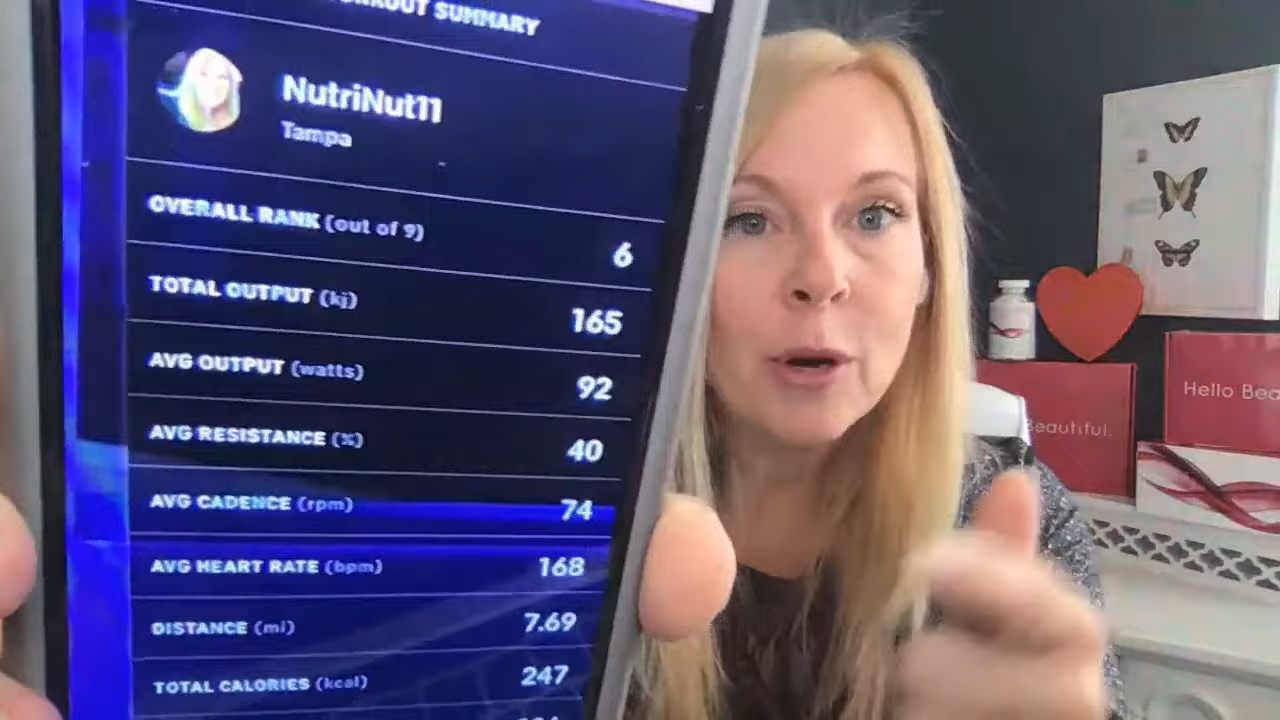 WORKOUT SUMMARY
NutriNut11
Tampa
OVERALL RANK (out of 9)
6
TOTAL OUTPUT (kj)
165
AVG OUTPUT (watts)
92
AVG RESISTANCE (%)
40
AVG CADENCE (rpm)
74
AVG HEART RATE (bpm)
168
DISTANCE (mi)
7.69
TOTAL CALORIES (kcal)
247
Hello Bea
Beautiful.